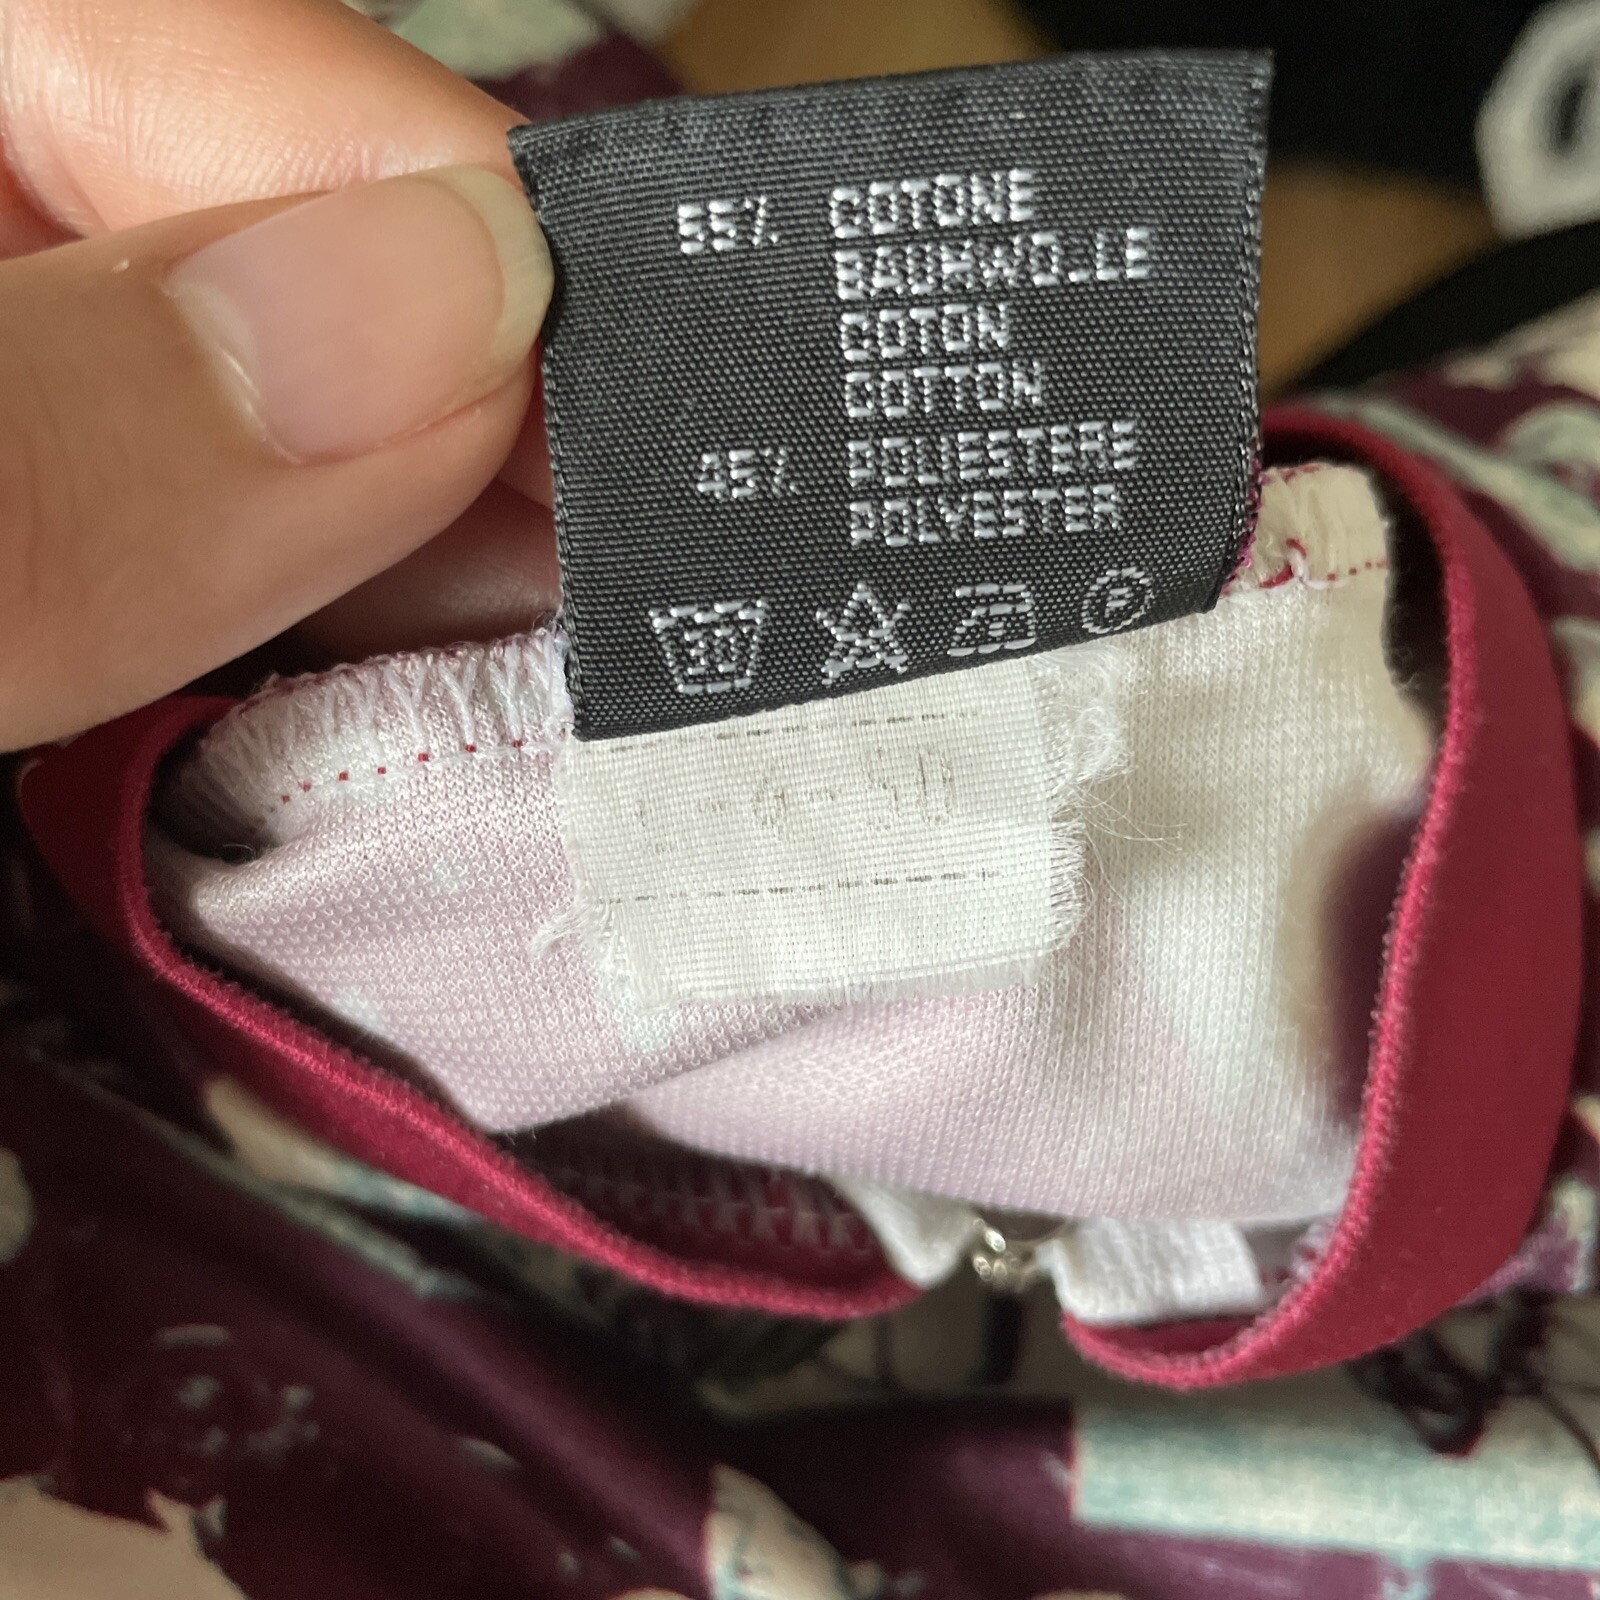 55% COTONE
BAUMWOLLE
COTON
COTTON
45% POLIESTERE
POLYESTER
30
P